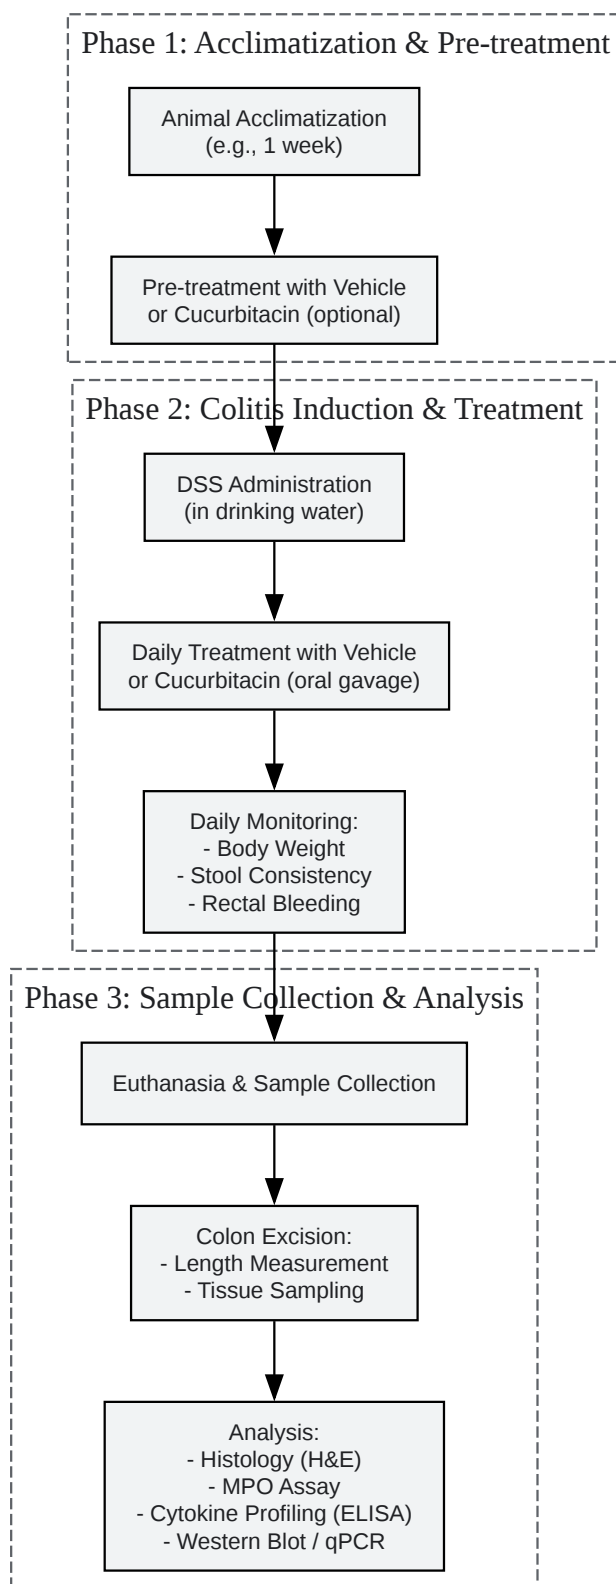 Phase 1: Acclimatization & Pre-treatment
Animal Acclimatization
(e.g., 1 week)
Pre-treatment with Vehicle
or Cucurbitacin (optional)
Phase 2: Colitis Induction & Treatment
DSS Administration
(in drinking water)
Daily Treatment with Vehicle
or Cucurbitacin (oral gavage)
Daily Monitoring:
- Body Weight
- Stool Consistency
- Rectal Bleeding
Phase 3: Sample Collection & Analysis
Euthanasia & Sample Collection
Colon Excision:
- Length Measurement
- Tissue Sampling
Analysis:
- Histology (H&E)
- MPO Assay
- Cytokine Profiling (ELISA)
- Western Blot / qPCR